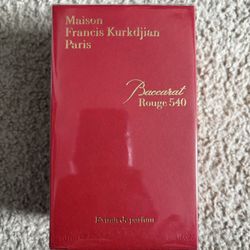 Maison
Francis Kurkdjian
Paris
Baccarat
Rouge 540
Extrait de parfum